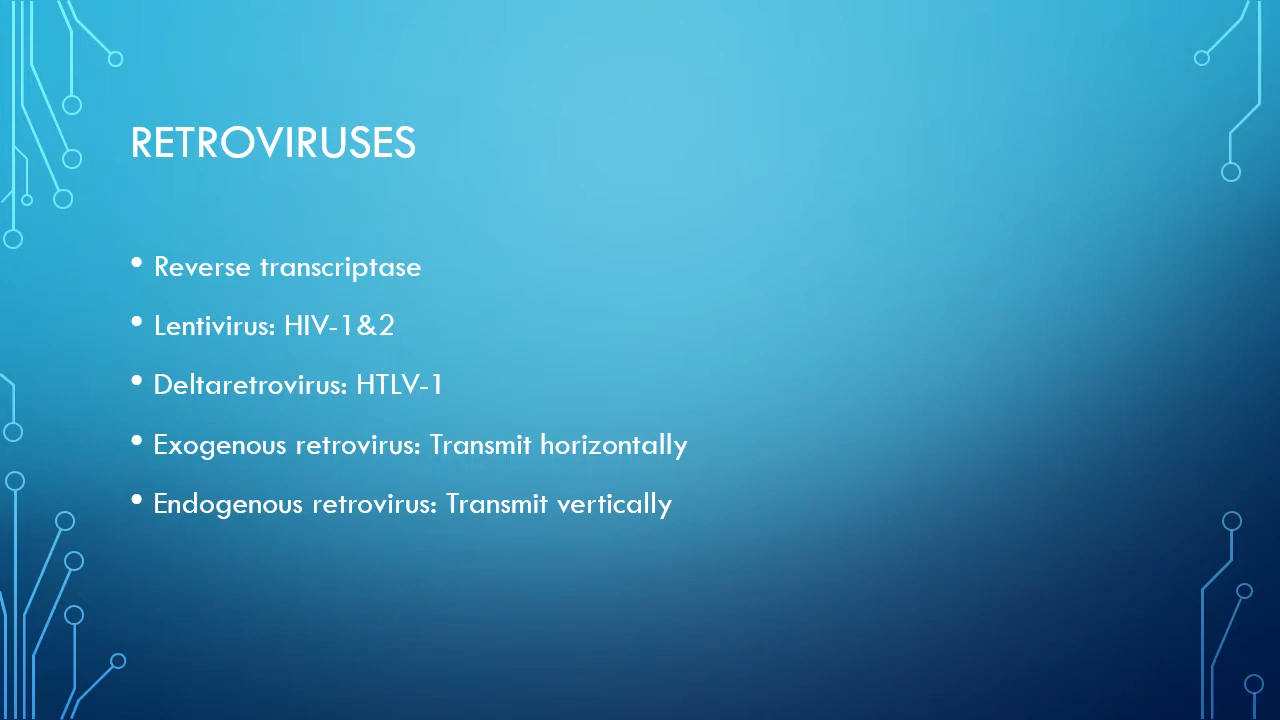 RETROVIRUSES
• Reverse transcriptase
• Lentivirus: HIV-1&2
• Deltaretrovirus: HTLV-1
• Exogenous retrovirus: Transmit horizontally
• Endogenous retrovirus: Transmit vertically